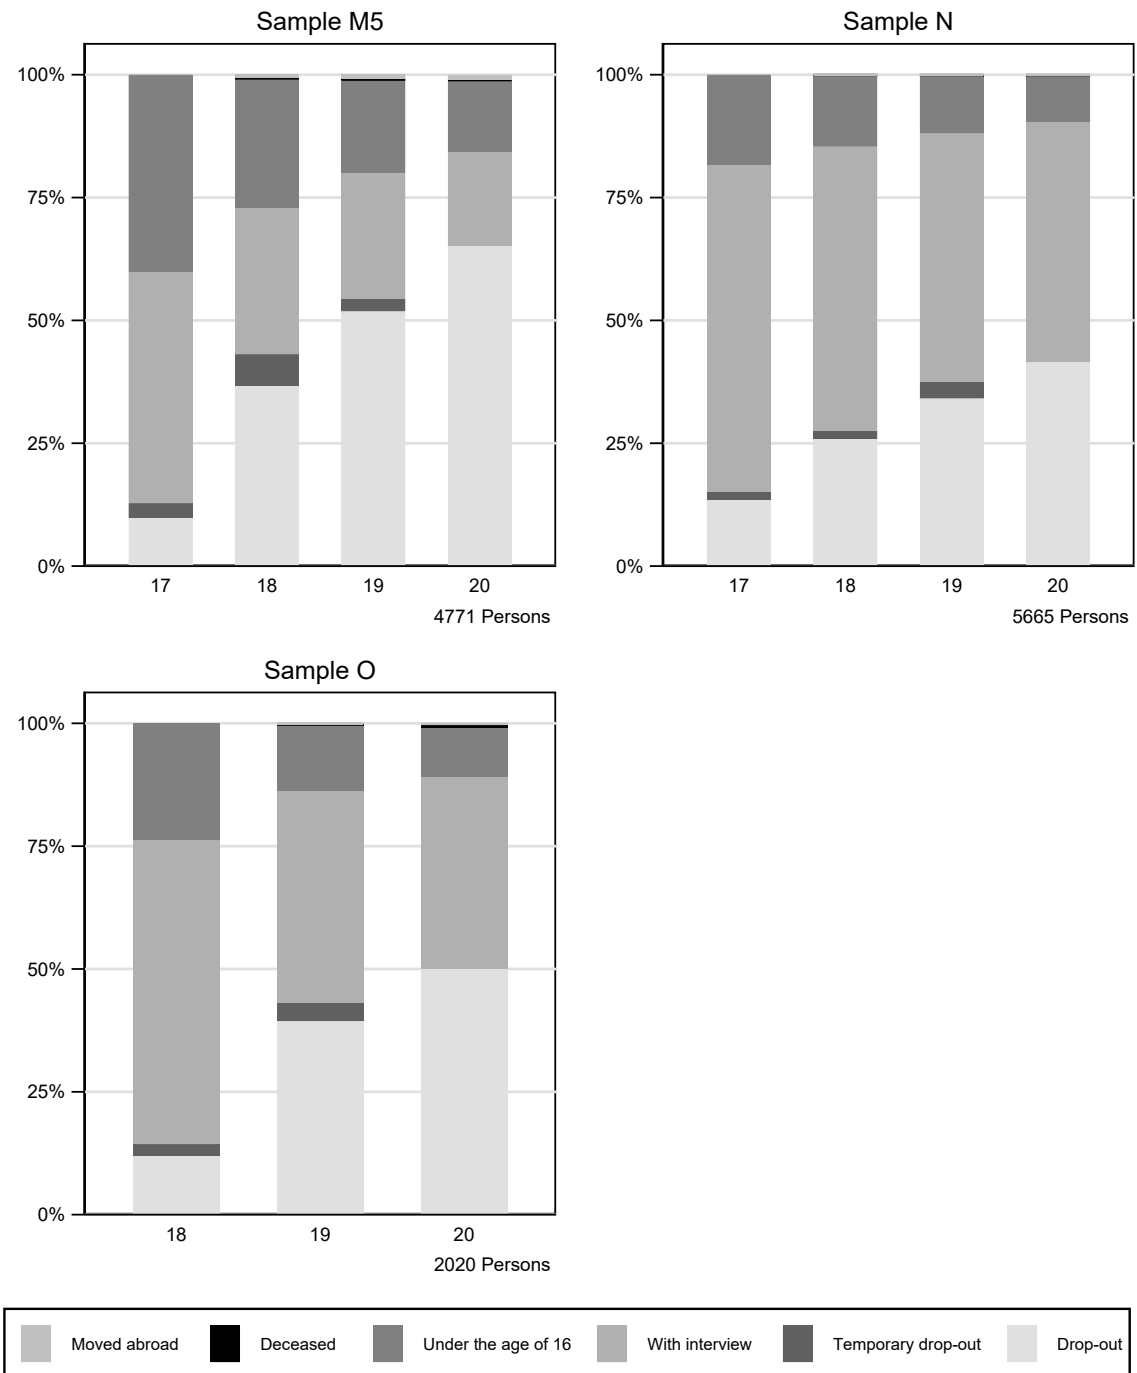 Sample M5
100%
75%
50%
25%
0%
17 18 19 20
4771 Persons
Sample N
100%
75%
50%
25%
0%
17 18 19 20
5665 Persons
Sample O
100%
75%
50%
25%
0%
18 19 20
2020 Persons
Moved abroad Deceased Under the age of 16 With interview Temporary drop-out Drop-out